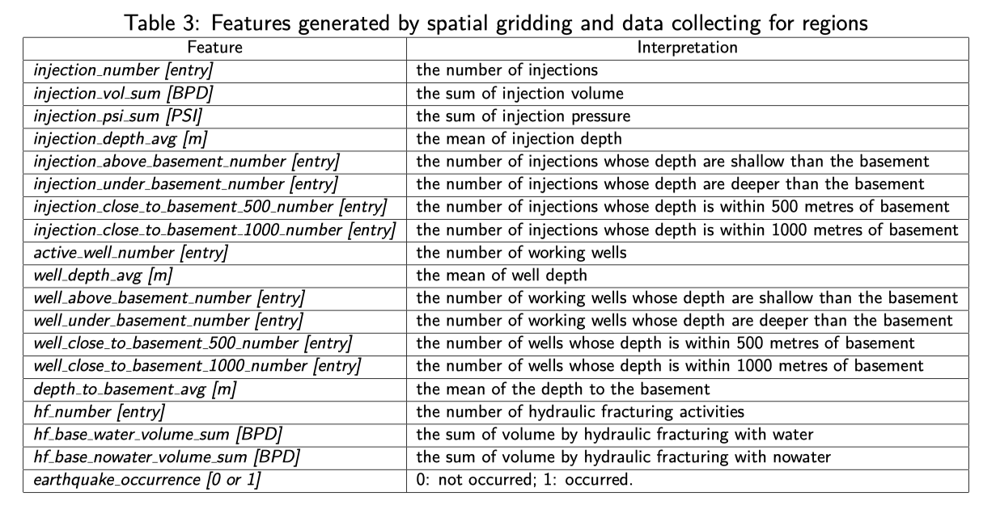 Table 3: Features generated by spatial gridding and data collecting for regions
Feature Interpretation
injection_number [entry] the number of injections
injection_vol_sum [BPD] the sum of injection volume
injection_psi_sum [PSI] the sum of injection pressure
injection_depth_avg [m] the mean of injection depth
injection_above_basement_number [entry] the number of injections whose depth are shallow than the basement
injection_under_basement_number [entry] the number of injections whose depth are deeper than the basement
injection_close_to_basement_500_number [entry] the number of injections whose depth is within 500 metres of basement
injection_close_to_basement_1000_number [entry] the number of injections whose depth is within 1000 metres of basement
active_well_number [entry] the number of working wells
well_depth_avg [m] the mean of well depth
well_above_basement_number [entry] the number of working wells whose depth are shallow than the basement
well_under_basement_number [entry] the number of working wells whose depth are deeper than the basement
well_close_to_basement_500_number [entry] the number of wells whose depth is within 500 metres of basement
well_close_to_basement_1000_number [entry] the number of wells whose depth is within 1000 metres of basement
depth_to_basement_avg [m] the mean of the depth to the basement
hf_number [entry] the number of hydraulic fracturing activities
hf_base_water_volume_sum [BPD] the sum of volume by hydraulic fracturing with water
hf_base_nowater_volume_sum [BPD] the sum of volume by hydraulic fracturing with nowater
earthquake_occurrence [0 or 1] 0: not occurred; 1: occurred.